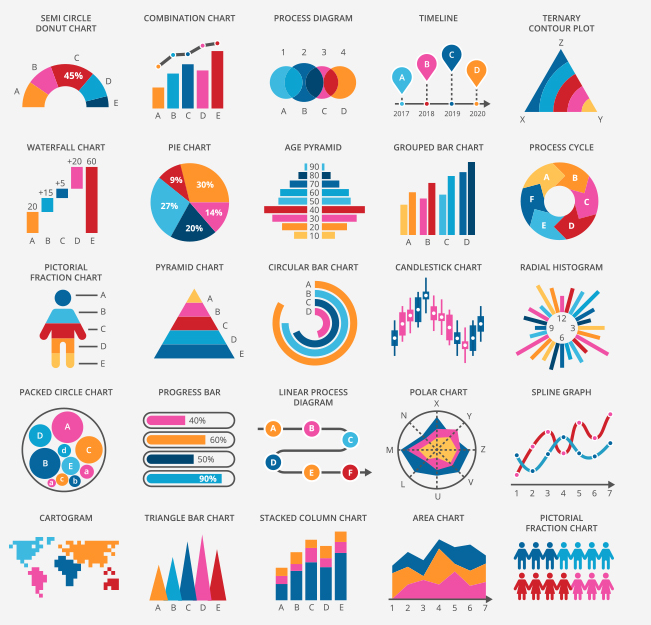 SEMI CIRCLE
DONUT CHART
A
B
C
D
E
45%
COMBINATION CHART
A B C D E
PROCESS DIAGRAM
1 2 3 4
A B C D
TIMELINE
A B C D
2017 2018 2019 2020
TERNARY
CONTOUR PLOT
Z
X Y
WATERFALL CHART
20 +15 +5 +20 60
A B C D E
PIE CHART
9% 30%
27% 14%
20%
AGE PYRAMID
90
80
70
60
50
40
30
20
10
GROUPED BAR CHART
A B C D
PROCESS CYCLE
A B
F C
E D
PICTORIAL
FRACTION CHART
A
B
C
D
E
PYRAMID CHART
A
B
C
D
E
CIRCULAR BAR CHART
A
B
C
D
CANDLESTICK CHART
RADIAL HISTOGRAM
12
9 3
6
PACKED CIRCLE CHART
A
D
d C
B E a
a c b
PROGRESS BAR
40%
60%
50%
90%
LINEAR PROCESS
DIAGRAM
A B
C
D
E F
POLAR CHART
X
N Y
M Z
L V
U
SPLINE GRAPH
1 2 3 4 5 6 7
CARTOGRAM
TRIANGLE BAR CHART
A B C D E
STACKED COLUMN CHART
A B C D E
AREA CHART
1 2 3 4 5 6 7
PICTORIAL
FRACTION CHART